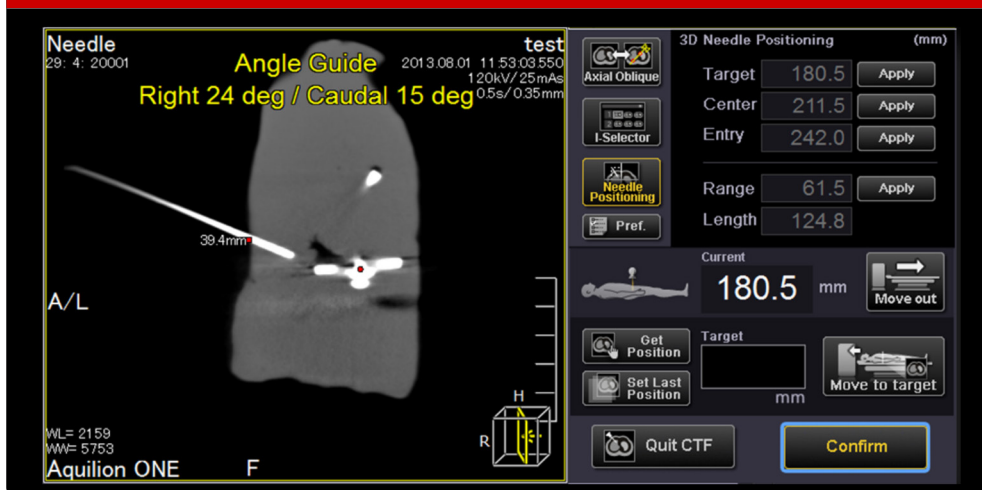 Needle
29: 4: 20001
test
2013.08.01 11:53:03.550
120kV/25mAs
0.5s/0.35mm
Angle Guide
Right 24 deg / Caudal 15 deg
39.4mm
A/L
H
R
WL= 2159
WW= 5753
Aquilion ONE
F
Axial Oblique
I-Selector
Needle
Positioning
Pref.
3D Needle Positioning (mm)
Target 180.5 Apply
Center 211.5 Apply
Entry 242.0 Apply
Range 61.5 Apply
Length 124.8
Current
180.5 mm
Move out
Get
Position
Set Last
Position
Target
mm
Move to target
Quit CTF
Confirm